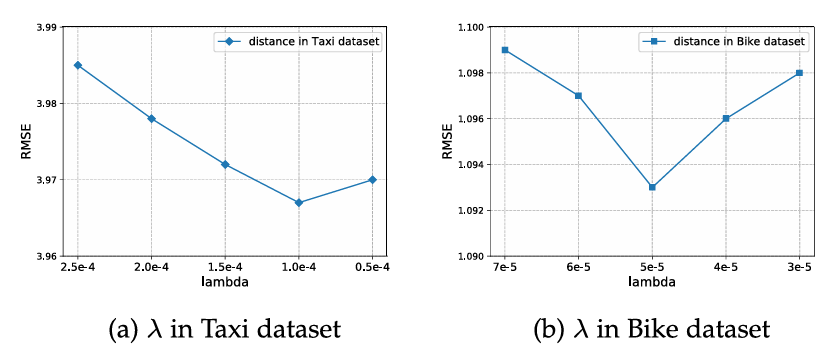 3.99
3.98
3.97
3.96
RMSE
distance in Taxi dataset
2.5e-4 2.0e-4 1.5e-4 1.0e-4 0.5e-4
lambda
(a) λ in Taxi dataset
1.100
1.098
1.096
1.094
1.092
1.090
RMSE
distance in Bike dataset
7e-5 6e-5 5e-5 4e-5 3e-5
lambda
(b) λ in Bike dataset